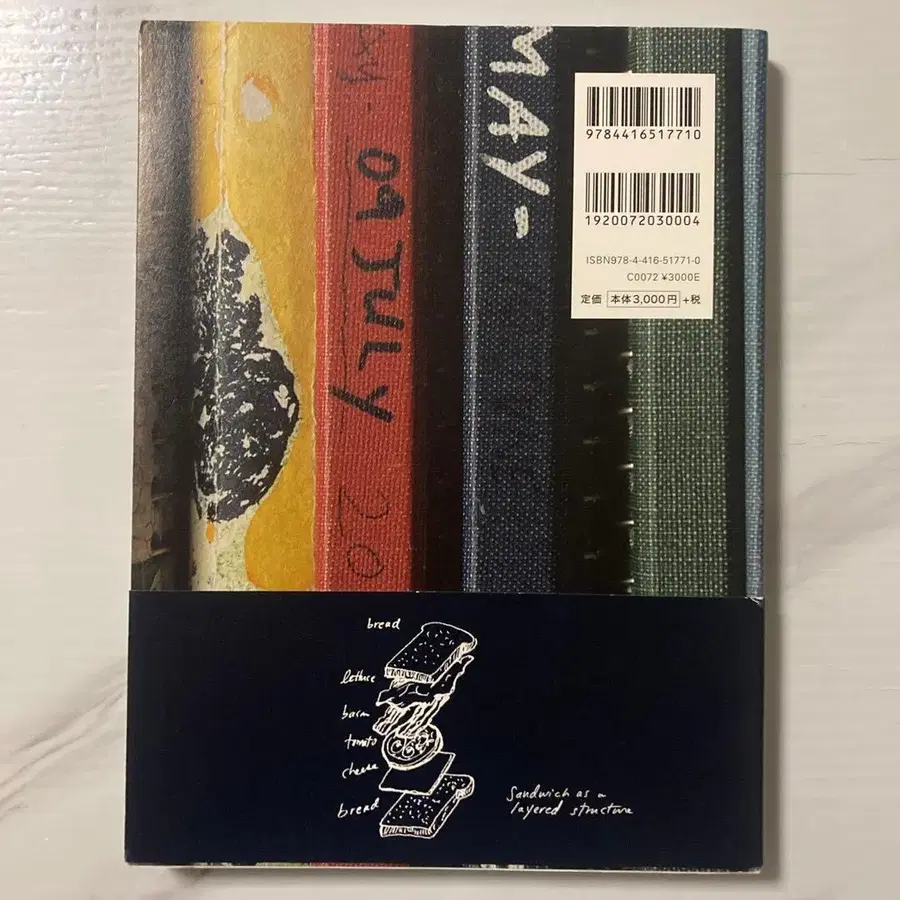 09 JULY 20
MAY -
9784416517710
1920072030004
ISBN978-4-416-51771-0
C0072 ¥3000E
定価 本体3,000円 +税
bread
lettuce
bacon
tomato
cheese
bread
Sandwich as a
layered structure